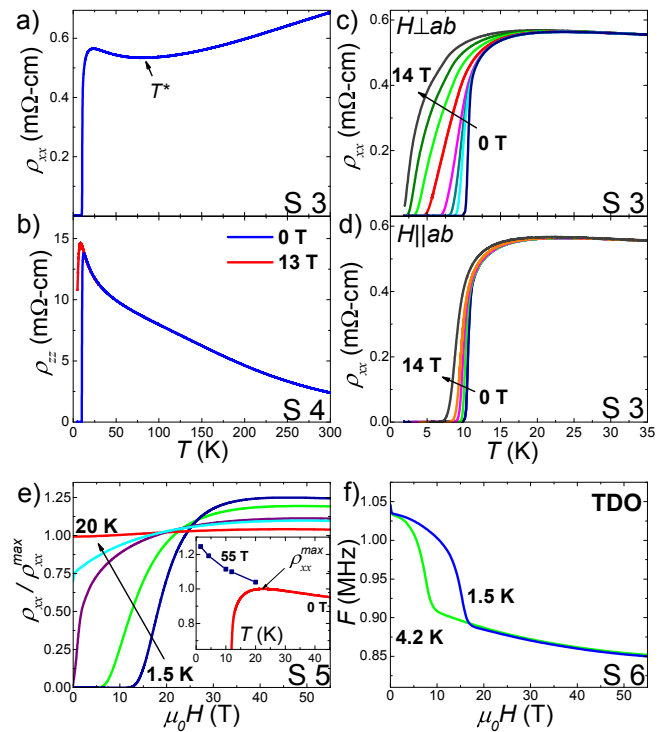 a)
0.6
0.4
0.2
ρxx (mΩ-cm)
T*
S 3
b)
15
10
5
0
ρzz (mΩ-cm)
0 T
13 T
S 4
0 50 100 150 200 250 300
T (K)
c)
H⊥ab
0.6
0.4
0.2
0.0
ρxx (mΩ-cm)
14 T
0 T
S 3
d)
H||ab
0.6
0.4
0.2
0.0
ρxx (mΩ-cm)
14 T
0 T
S 3
0 5 10 15 20 25 30 35
T (K)
e)
1.25
1.00
0.75
0.50
0.25
0.00
ρxx / ρxx^max
20 K
1.5 K
1.2
1.0
0.8
55 T
ρxx^max
0 T
T (K)
0 10 20 30 40
S 5
0 10 20 30 40 50
μ0H (T)
f)
TDO
1.05
1.00
0.95
0.90
0.85
F (MHz)
1.5 K
4.2 K
S 6
0 10 20 30 40 50
μ0H (T)